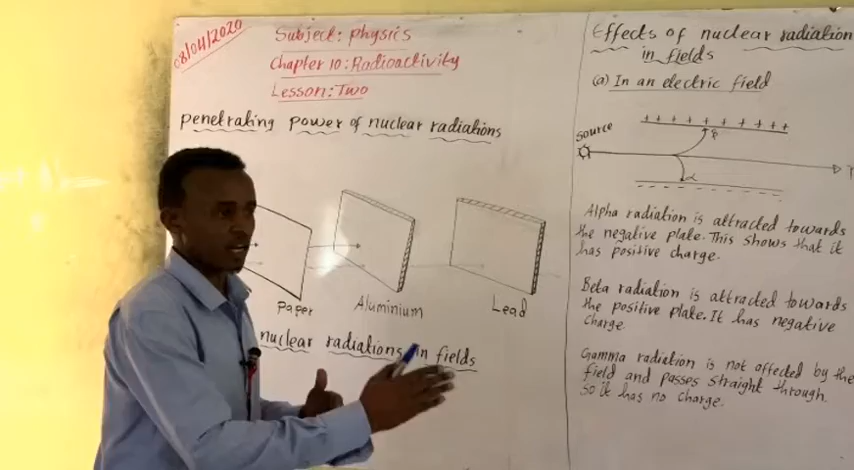 08/04/2020
Subject: physics
Chapter 10: Radioactivity
Lesson: Two
penetrating power of nuclear radiations
Paper
Aluminium
Lead
nuclear radiations in fields
Effects of nuclear radiation
in fields
(a) In an electric field
+ + + + + + + + +
Source
β
α
Alpha radiation is attracted towards
the negative plate. This shows that it
has positive charge.
Beta radiation is attracted towards
the positive plate. It has negative
charge.
Gamma radiation is not affected by the
field and passes straight through.
So it has no charge.